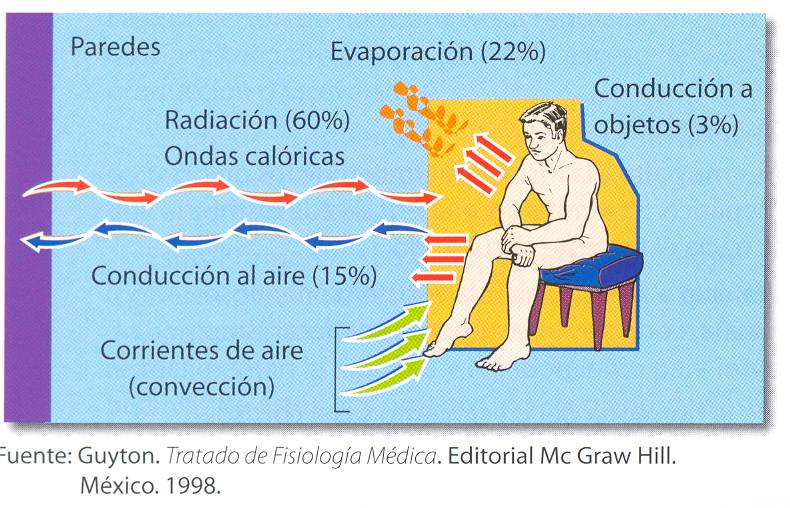 Paredes
Evaporación (22%)
Conducción a
objetos (3%)
Radiación (60%)
Ondas calóricas
Conducción al aire (15%)
Corrientes de aire
(convección)
Fuente: Guyton. Tratado de Fisiología Médica. Editorial Mc Graw Hill.
México. 1998.